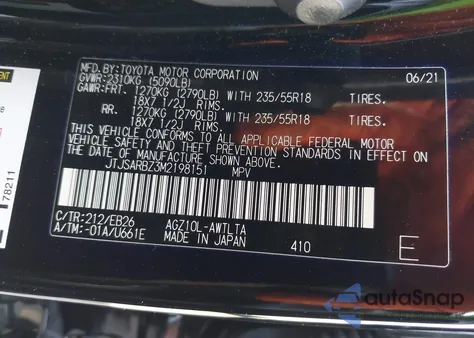 MFD.BY:TOYOTA MOTOR CORPORATION 06/21
GVWR:2310KG (5090LB)
GAWR:FRT. 1270KG (2790LB) WITH 235/55R18 TIRES.
18X7 1/2J RIMS.
RR. 1270KG (2790LB) WITH 235/55R18 TIRES.
18X7 1/2J RIMS.
THIS VEHICLE CONFORMS TO ALL APPLICABLE FEDERAL MOTOR
VEHICLE SAFETY AND THEFT PREVENTION STANDARDS IN EFFECT
ON THE DATE OF MANUFACTURE SHOWN ABOVE.
JTJSARBZ3M2198151 MPV
C/TR:212/EB26 AGZ10L-AWTLTA
A/TM:-01A/U661E MADE IN JAPAN 410 E
78211
autoSnap